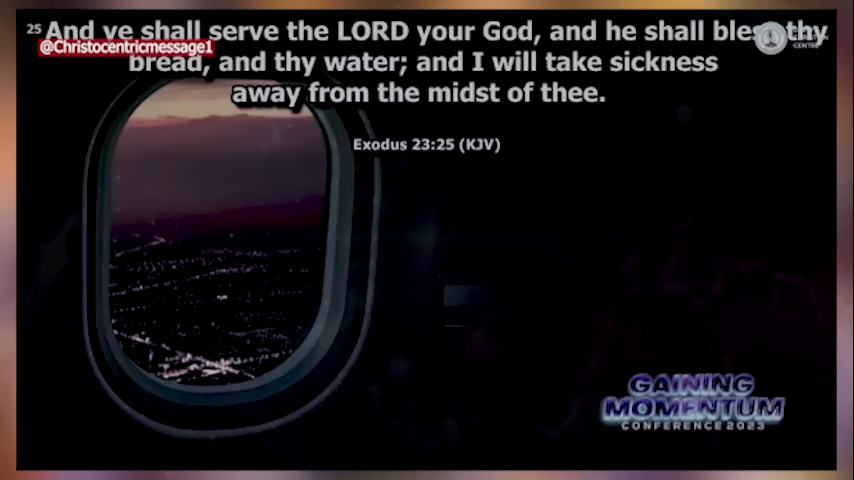 25 And ye shall serve the LORD your God, and he shall bless thy
@Christocentricmessage1
bread, and thy water; and I will take sickness
away from the midst of thee.
Exodus 23:25 (KJV)
GAINING
MOMENTUM
CONFERENCE 2023